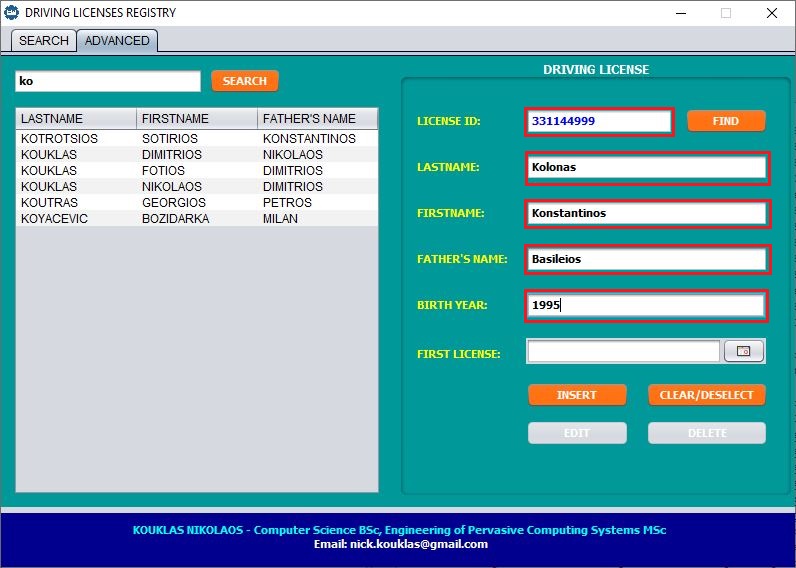 DRIVING LICENSES REGISTRY
SEARCH ADVANCED
DRIVING LICENSE
ko SEARCH
LASTNAME FIRSTNAME FATHER'S NAME
KOTROTSIOS SOTIRIOS KONSTANTINOS
KOUKLAS DIMITRIOS NIKOLAOS
KOUKLAS FOTIOS DIMITRIOS
KOUKLAS NIKOLAOS DIMITRIOS
KOUTRAS GEORGIOS PETROS
KOYACEVIC BOZIDARKA MILAN
LICENSE ID: 331144999 FIND
LASTNAME: Kolonas
FIRSTNAME: Konstantinos
FATHER'S NAME: Basileios
BIRTH YEAR: 1995
FIRST LICENSE:
INSERT CLEAR/DESELECT
EDIT DELETE
KOUKLAS NIKOLAOS - Computer Science BSc, Engineering of Pervasive Computing Systems MSc
Email: nick.kouklas@gmail.com